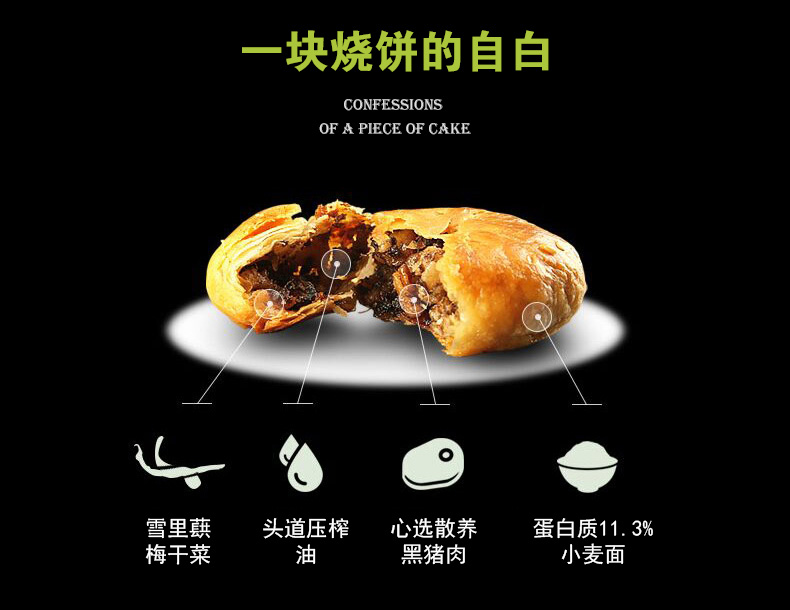 一块烧饼的自白
CONFESSIONS
OF A PIECE OF CAKE
雪里蕻
梅干菜
头道压榨
油
心选散养
黑猪肉
蛋白质11.3%
小麦面